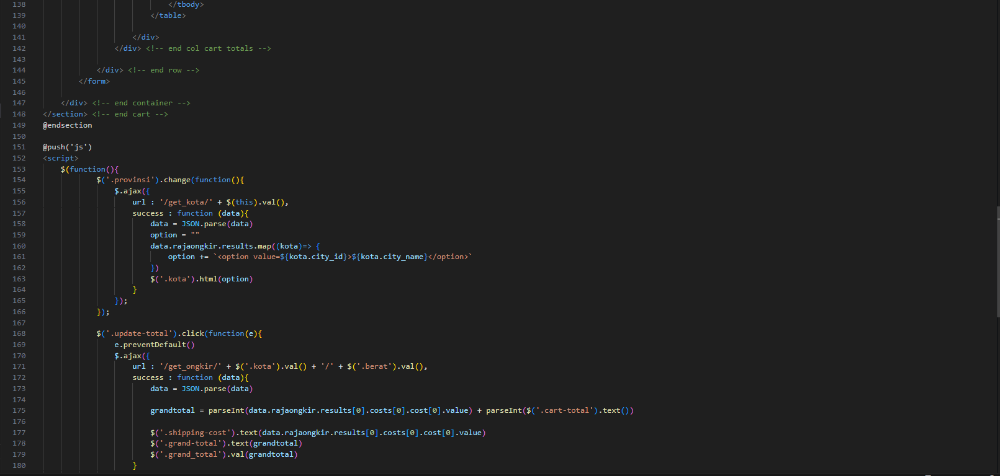 138 </tbody>
139 </table>
140
141 </div>
142 </div> <!-- end col cart totals -->
143
144 </div> <!-- end row -->
145 </form>
146
147 </div> <!-- end container -->
148 </section> <!-- end cart -->
149 @endsection
150
151 @push('js')
152 <script>
153 $(function(){
154 $('.provinsi').change(function(){
155 $.ajax({
156 url : '/get_kota/' + $(this).val(),
157 success : function (data){
158 data = JSON.parse(data)
159 option = ""
160 data.rajaongkir.results.map((kota)=> {
161 option += `<option value=${kota.city_id}>${kota.city_name}</option>`
162 })
163 $('.kota').html(option)
164 }
165 });
166 });
167
168 $('.update-total').click(function(e){
169 e.preventDefault()
170 $.ajax({
171 url : '/get_ongkir/' + $('.kota').val() + '/' + $('.berat').val(),
172 success : function (data){
173 data = JSON.parse(data)
174
175 grandtotal = parseInt(data.rajaongkir.results[0].costs[0].cost[0].value) + parseInt($('.cart-total').text())
176
177 $('.shipping-cost').text(data.rajaongkir.results[0].costs[0].cost[0].value)
178 $('.grand-total').text(grandtotal)
179 $('.grand_total').val(grandtotal)
180 }